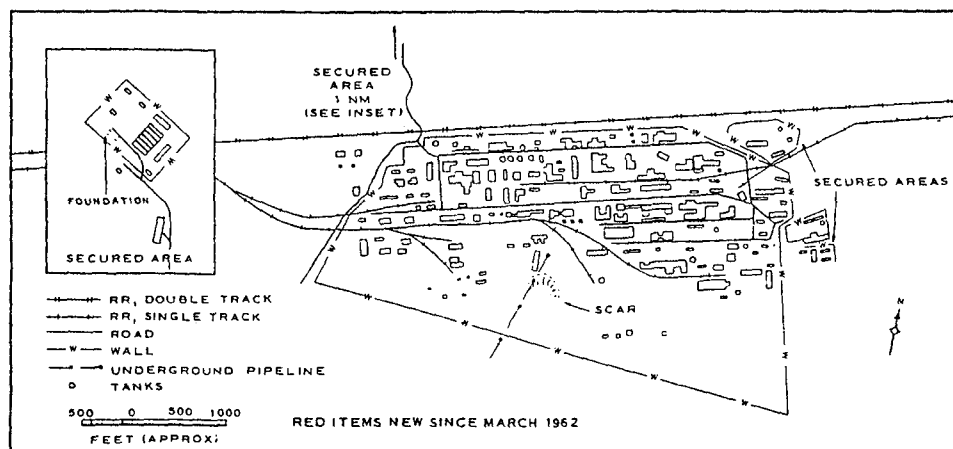 SECURED
AREA
1 NM
(SEE INSET)
FOUNDATION
SECURED AREA
SECURED AREAS
SCAR
N
RR, DOUBLE TRACK
RR, SINGLE TRACK
ROAD
W WALL
UNDERGROUND PIPELINE
TANKS
500 0 500 1000
FEET (APPROX)
RED ITEMS NEW SINCE MARCH 1962